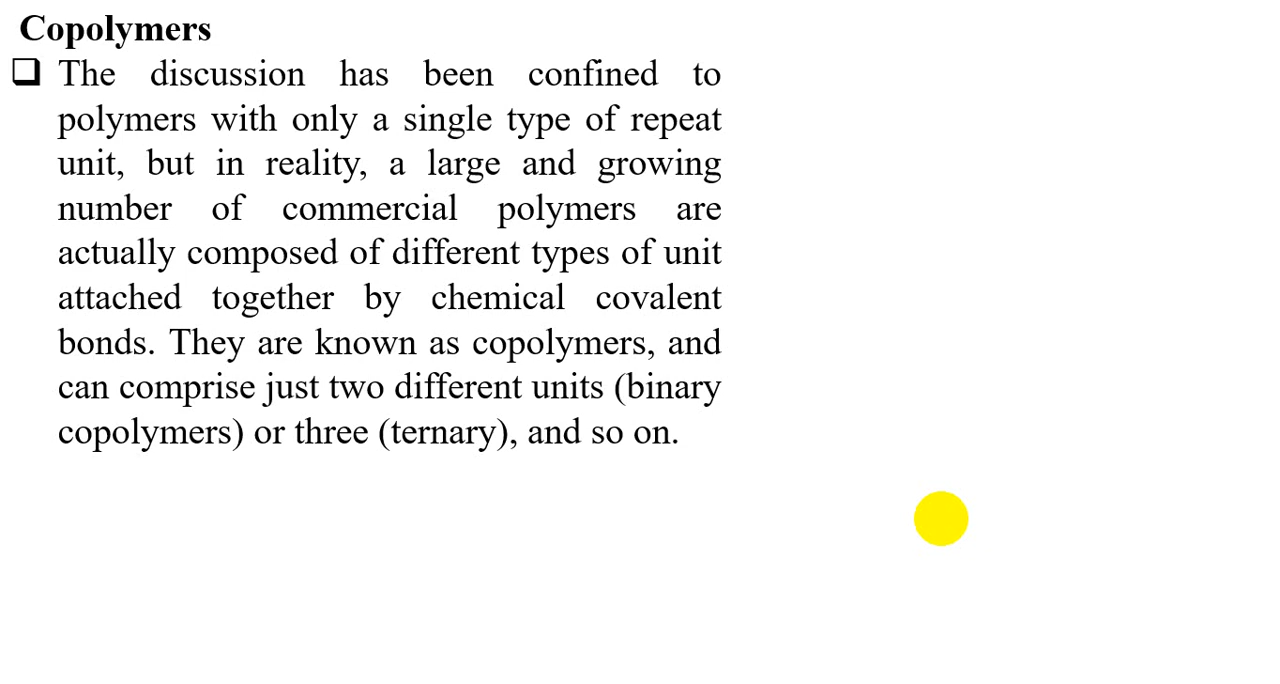 Copolymers
❑ The discussion has been confined to
polymers with only a single type of repeat
unit, but in reality, a large and growing
number of commercial polymers are
actually composed of different types of unit
attached together by chemical covalent
bonds. They are known as copolymers, and
can comprise just two different units (binary
copolymers) or three (ternary), and so on.